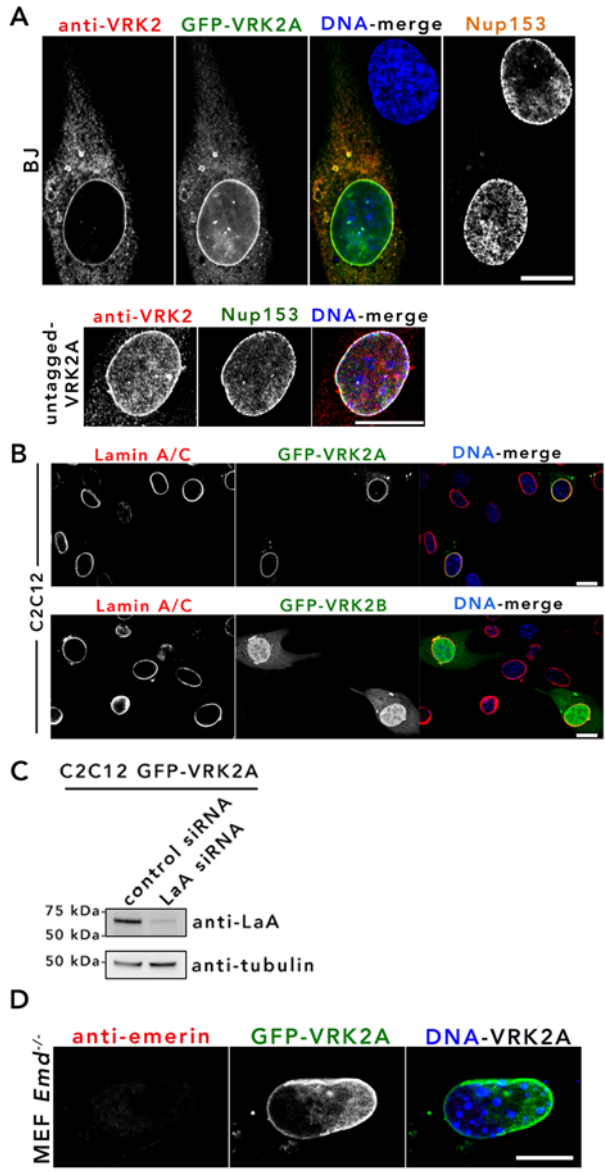 A
anti-VRK2 GFP-VRK2A DNA-merge Nup153
BJ
anti-VRK2 Nup153 DNA-merge
untagged-
VRK2A
B
Lamin A/C GFP-VRK2A DNA-merge
C2C12
Lamin A/C GFP-VRK2B DNA-merge
C
C2C12 GFP-VRK2A
control siRNA
LaA siRNA
75 kDa-
50 kDa-
anti-LaA
50 kDa-
anti-tubulin
D
anti-emerin GFP-VRK2A DNA-VRK2A
MEF Emd-/-